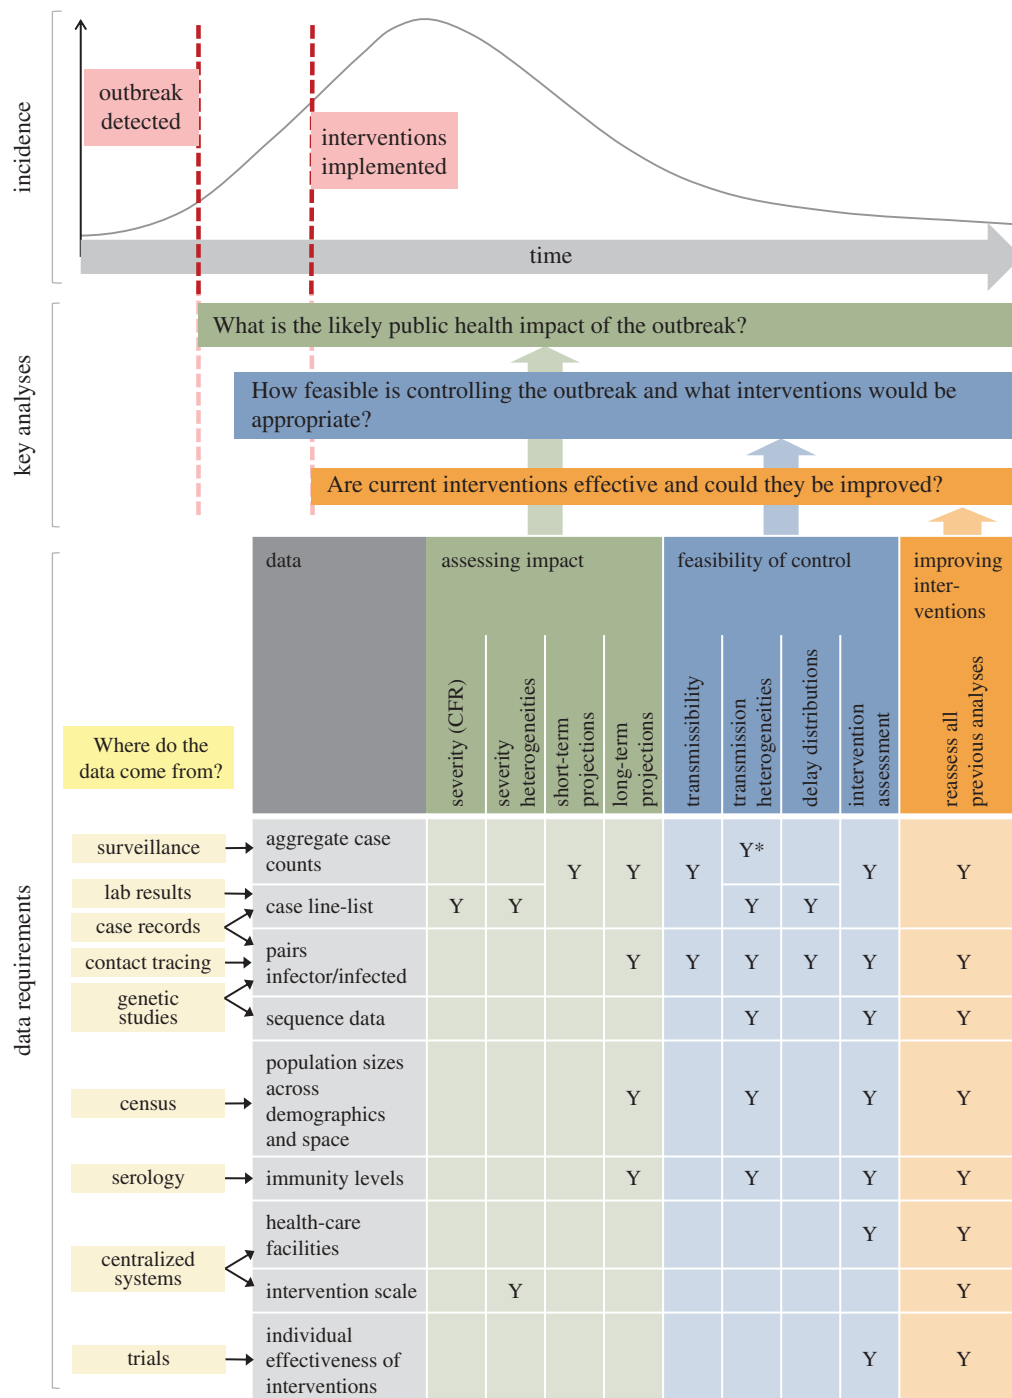 incidence
outbreak
detected
interventions
implemented
time
key analyses
What is the likely public health impact of the outbreak?
How feasible is controlling the outbreak and what interventions would be
appropriate?
Are current interventions effective and could they be improved?
data requirements
Where do the
data come from?
data
assessing impact
feasibility of control
improving
inter-
ventions
severity (CFR)
severity
heterogeneities
short-term
projections
long-term
projections
transmissibility
transmission
heterogeneities
delay distributions
intervention
assessment
reassess all
previous analyses
surveillance
aggregate case
counts
Y*
Y Y Y Y Y
lab results
case records
case line-list
Y Y Y Y
contact tracing
pairs
infector/infected
Y Y Y Y Y Y
genetic
studies
sequence data
Y Y Y
census
population sizes
across
demographics
and space
Y Y Y Y
serology
immunity levels
Y Y Y Y
centralized
systems
health-care
facilities
Y Y
intervention scale
Y Y
trials
individual
effectiveness of
interventions
Y Y